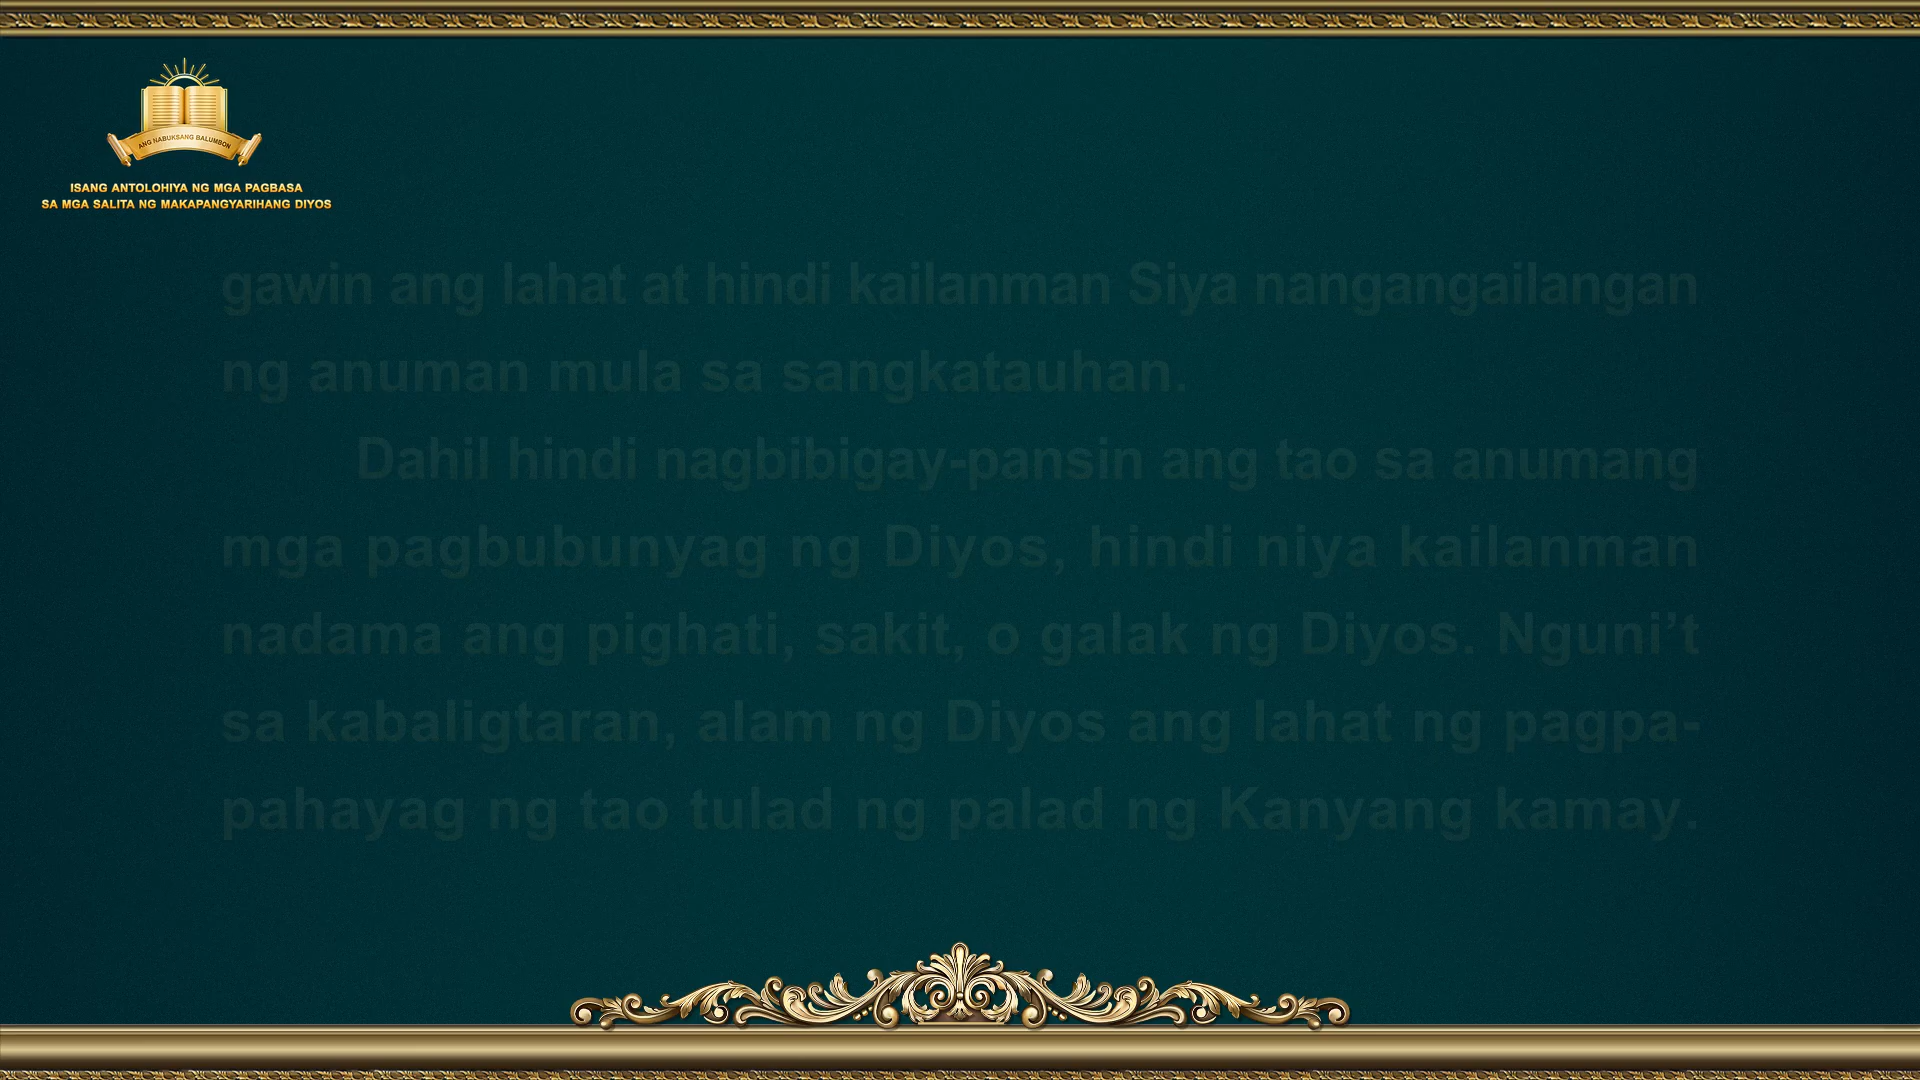 ANG NABUKSANG BALUMBON
ISANG ANTOLOHIYA NG MGA PAGBASA
SA MGA SALITA NG MAKAPANGYARIHANG DIYOS
gawin ang lahat at hindi kailanman Siya nangangailangan
ng anuman mula sa sangkatauhan.
Dahil hindi nagbibigay-pansin ang tao sa anumang
mga pagbubunyag ng Diyos, hindi niya kailanman
nadama ang pighati, sakit, o galak ng Diyos. Nguni’t
sa kabaligtaran, alam ng Diyos ang lahat ng pagpa-
pahayag ng tao tulad ng palad ng Kanyang kamay.